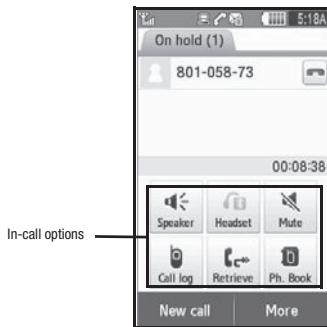 5:18A
On hold (1)
801-058-73
00:08:38
In-call options
Speaker Headset Mute
Call log Retrieve Ph. Book
New call More